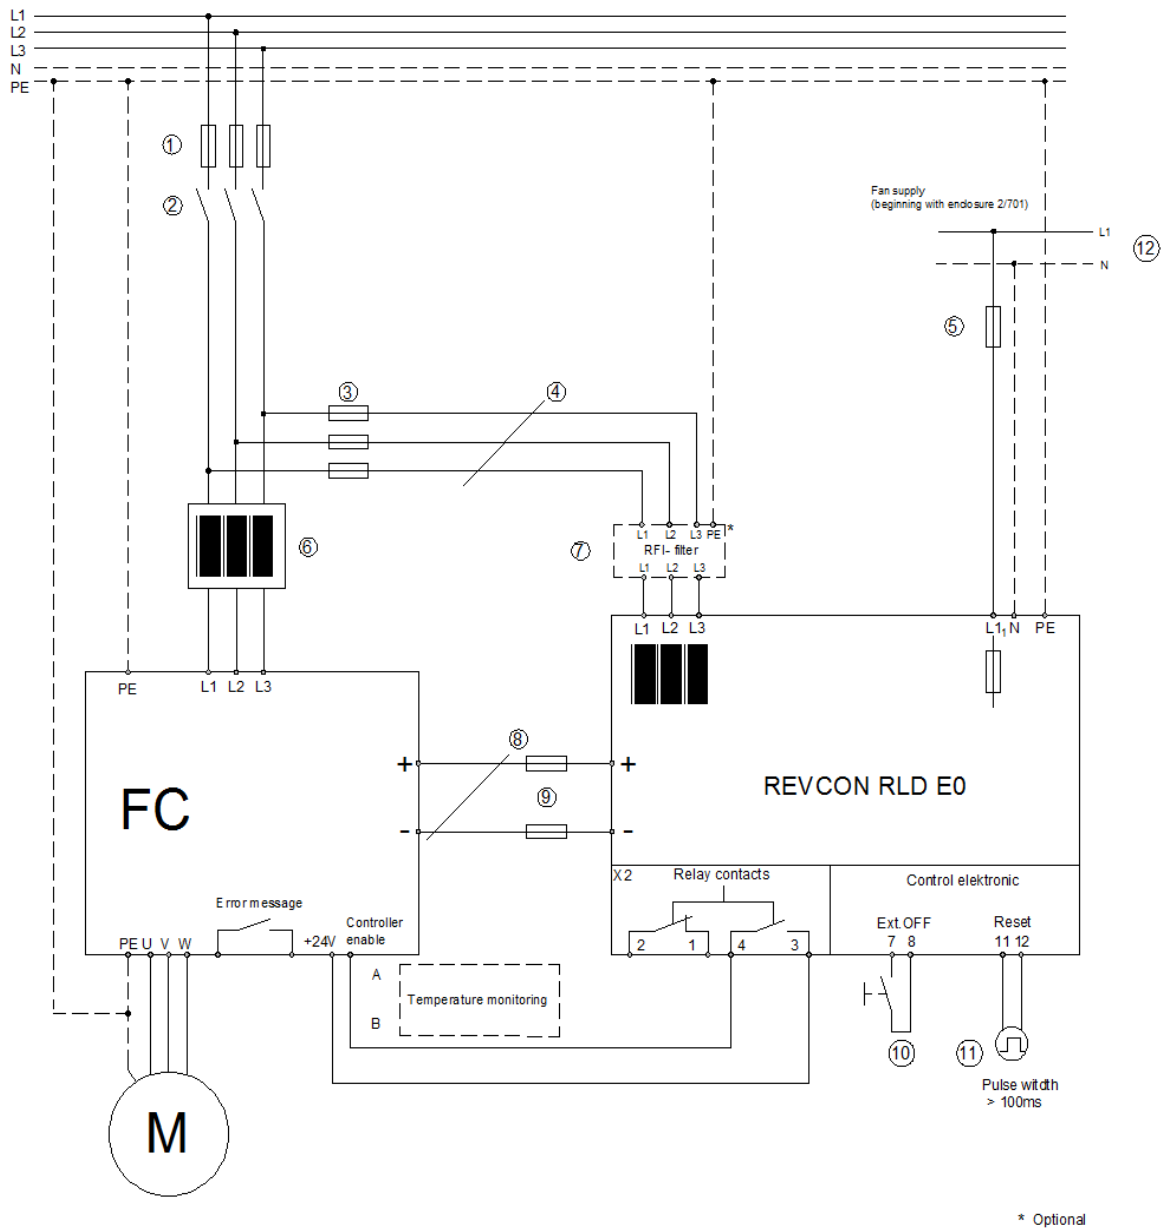 L1
L2
L3
N
PE
1
2
Fan supply
(beginning with enclosure 2/701)
L1
N
12
5
3
4
6
7
L1 L2 L3 PE *
RFI- filter
L1 L2 L3
L1 L2 L3
L1₁ N PE
PE L1 L2 L3
8
+ +
9
- -
FC
REVCON RLD E0
X2
Relay contacts
Control elektronic
Error message
+24V
Controller
enable
Ext. OFF
Reset
PE U V W
2 1 4 3
7 8
11 12
A
Temperature monitoring
B
10
11
Pulse witdth
> 100ms
M
* Optional